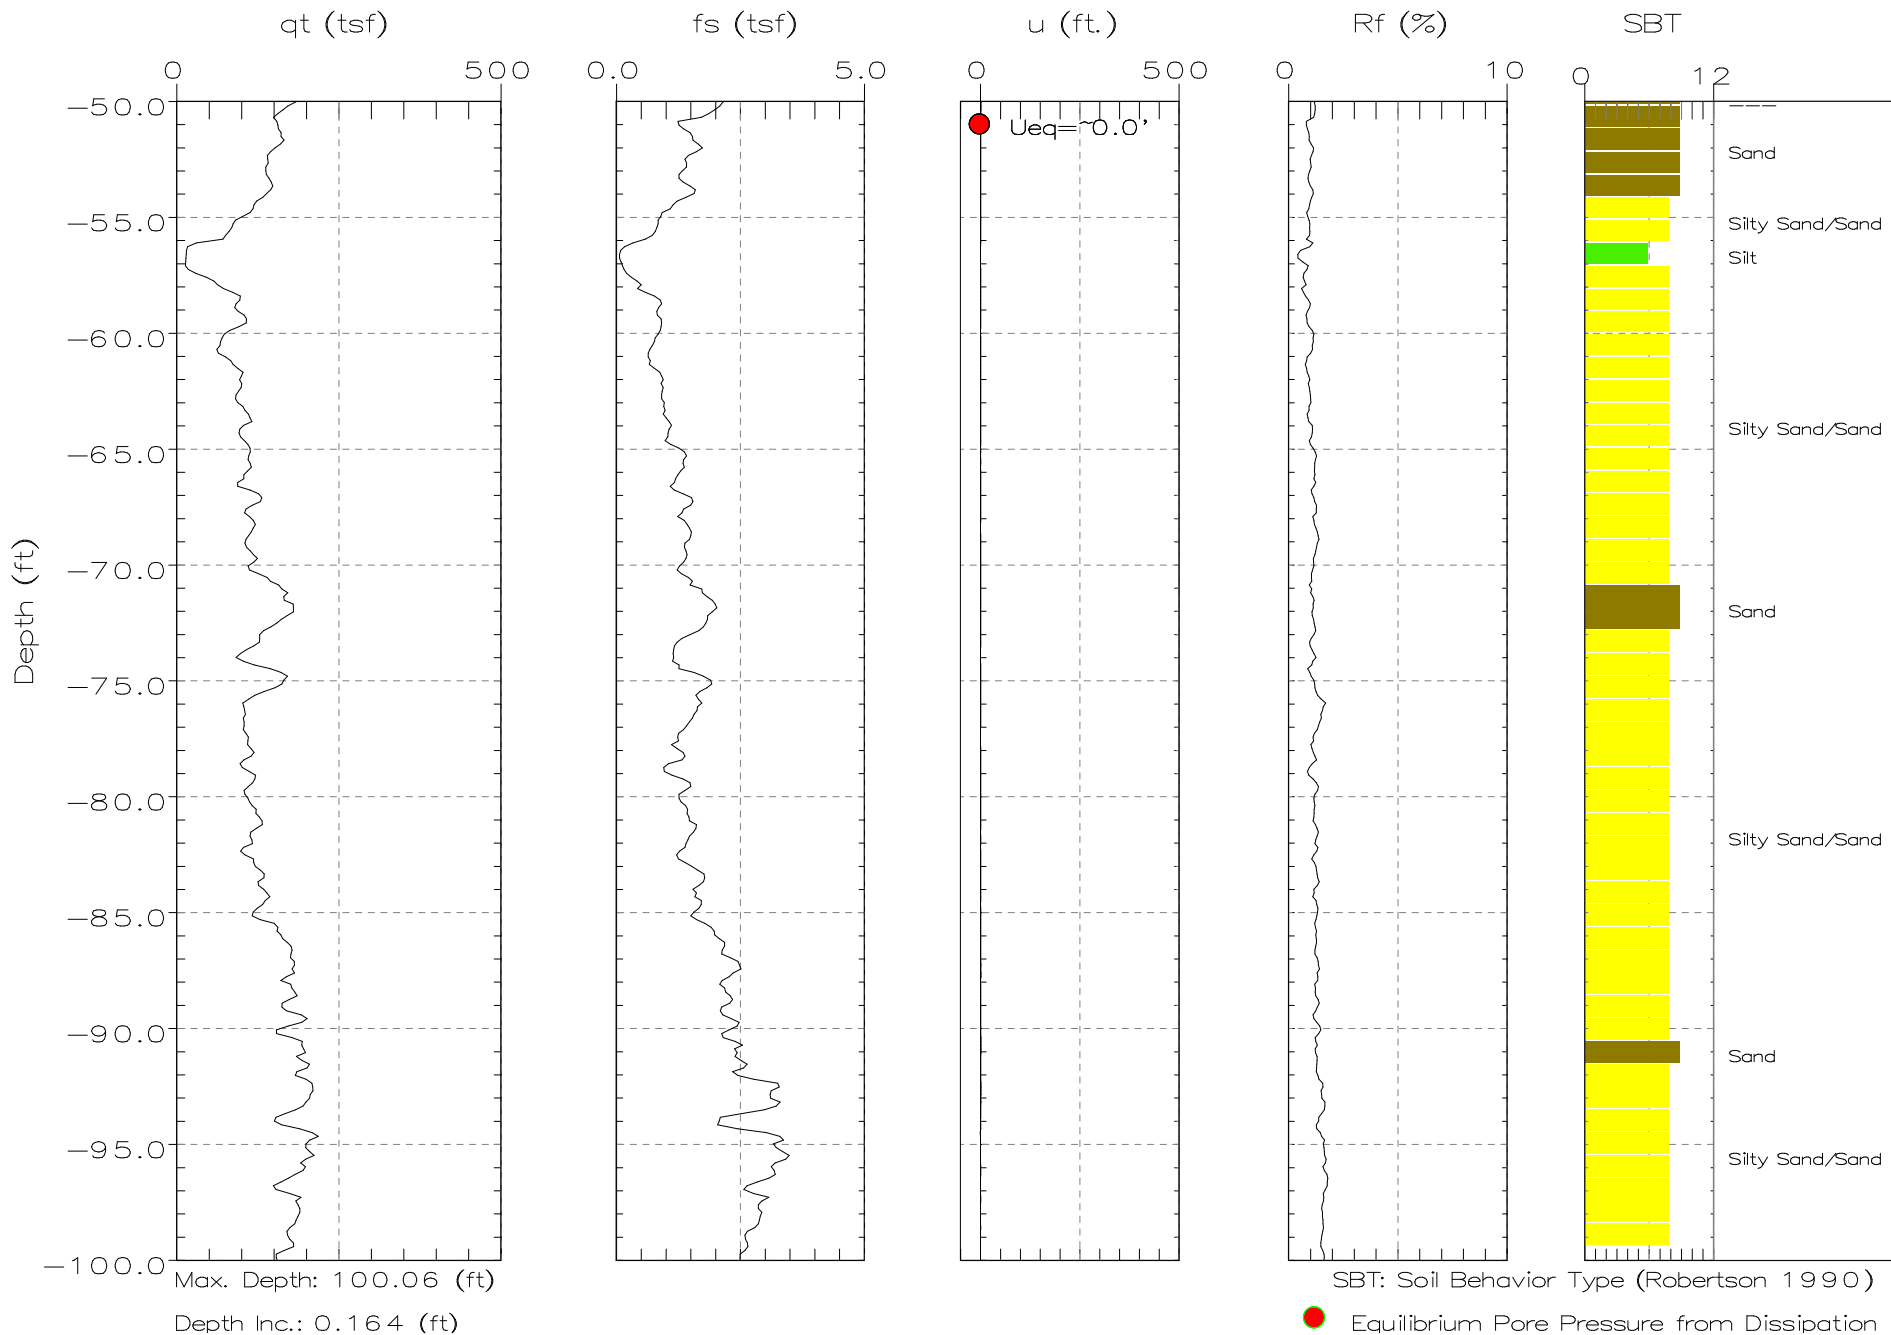 qt (tsf) fs (tsf) u (ft.) Rf (%) SBT
0 500 0.0 5.0 0 500 0 10 0 12
-50.0
Ueq=~0.0'
Sand
-55.0
Silty Sand/Sand
Silt
-60.0
Silty Sand/Sand
-65.0
-70.0
Depth (ft)
Sand
-75.0
-80.0
Silty Sand/Sand
-85.0
-90.0
Sand
-95.0
Silty Sand/Sand
-100.0
Max. Depth: 100.06 (ft) SBT: Soil Behavior Type (Robertson 1990)
Depth Inc.: 0.164 (ft) Equilibrium Pore Pressure from Dissipation